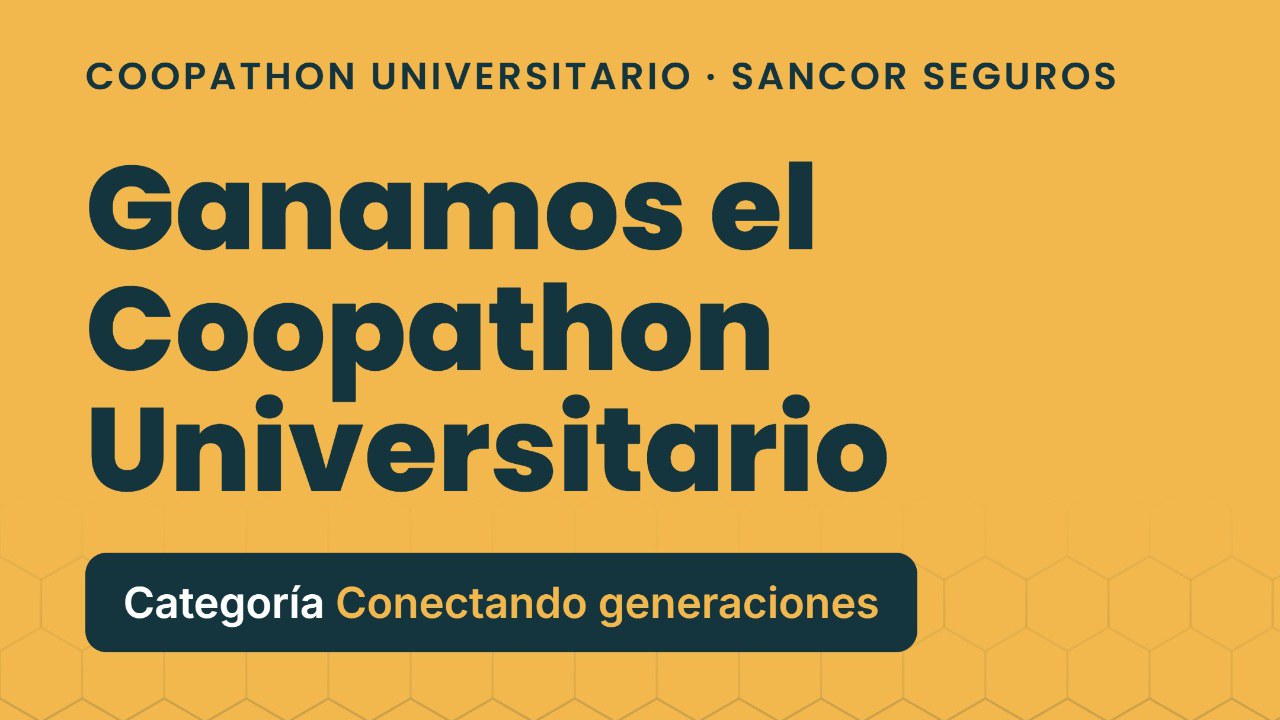 COOPATHON UNIVERSITARIO · SANCOR SEGUROS
Ganamos el
Coopathon
Universitario
Categoría Conectando generaciones